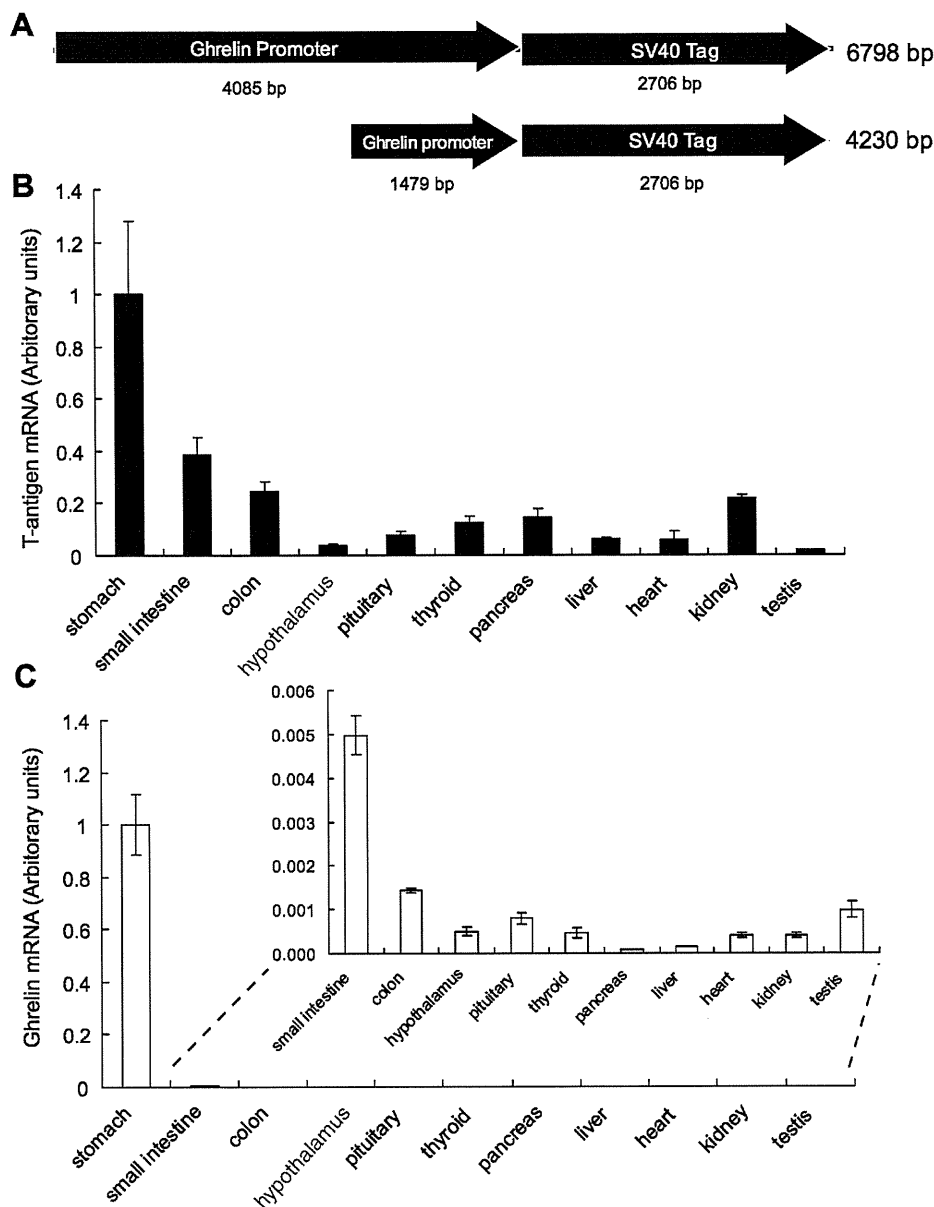 A
Ghrelin Promoter
SV40 Tag
6798 bp
4085 bp
2706 bp
Ghrelin promoter
SV40 Tag
4230 bp
1479 bp
2706 bp
B
T-antigen mRNA (Arbitorary units)
1.4
1.2
1
0.8
0.6
0.4
0.2
0
stomach
small intestine
colon
hypothalamus
pituitary
thyroid
pancreas
liver
heart
kidney
testis
C
Ghrelin mRNA (Arbitorary units)
1.4
1.2
1
0.8
0.6
0.4
0.2
0
0.006
0.005
0.004
0.003
0.002
0.001
0.000
small intestine
colon
hypothalamus
pituitary
thyroid
pancreas
liver
heart
kidney
testis
stomach
small intestine
colon
hypothalamus
pituitary
thyroid
pancreas
liver
heart
kidney
testis